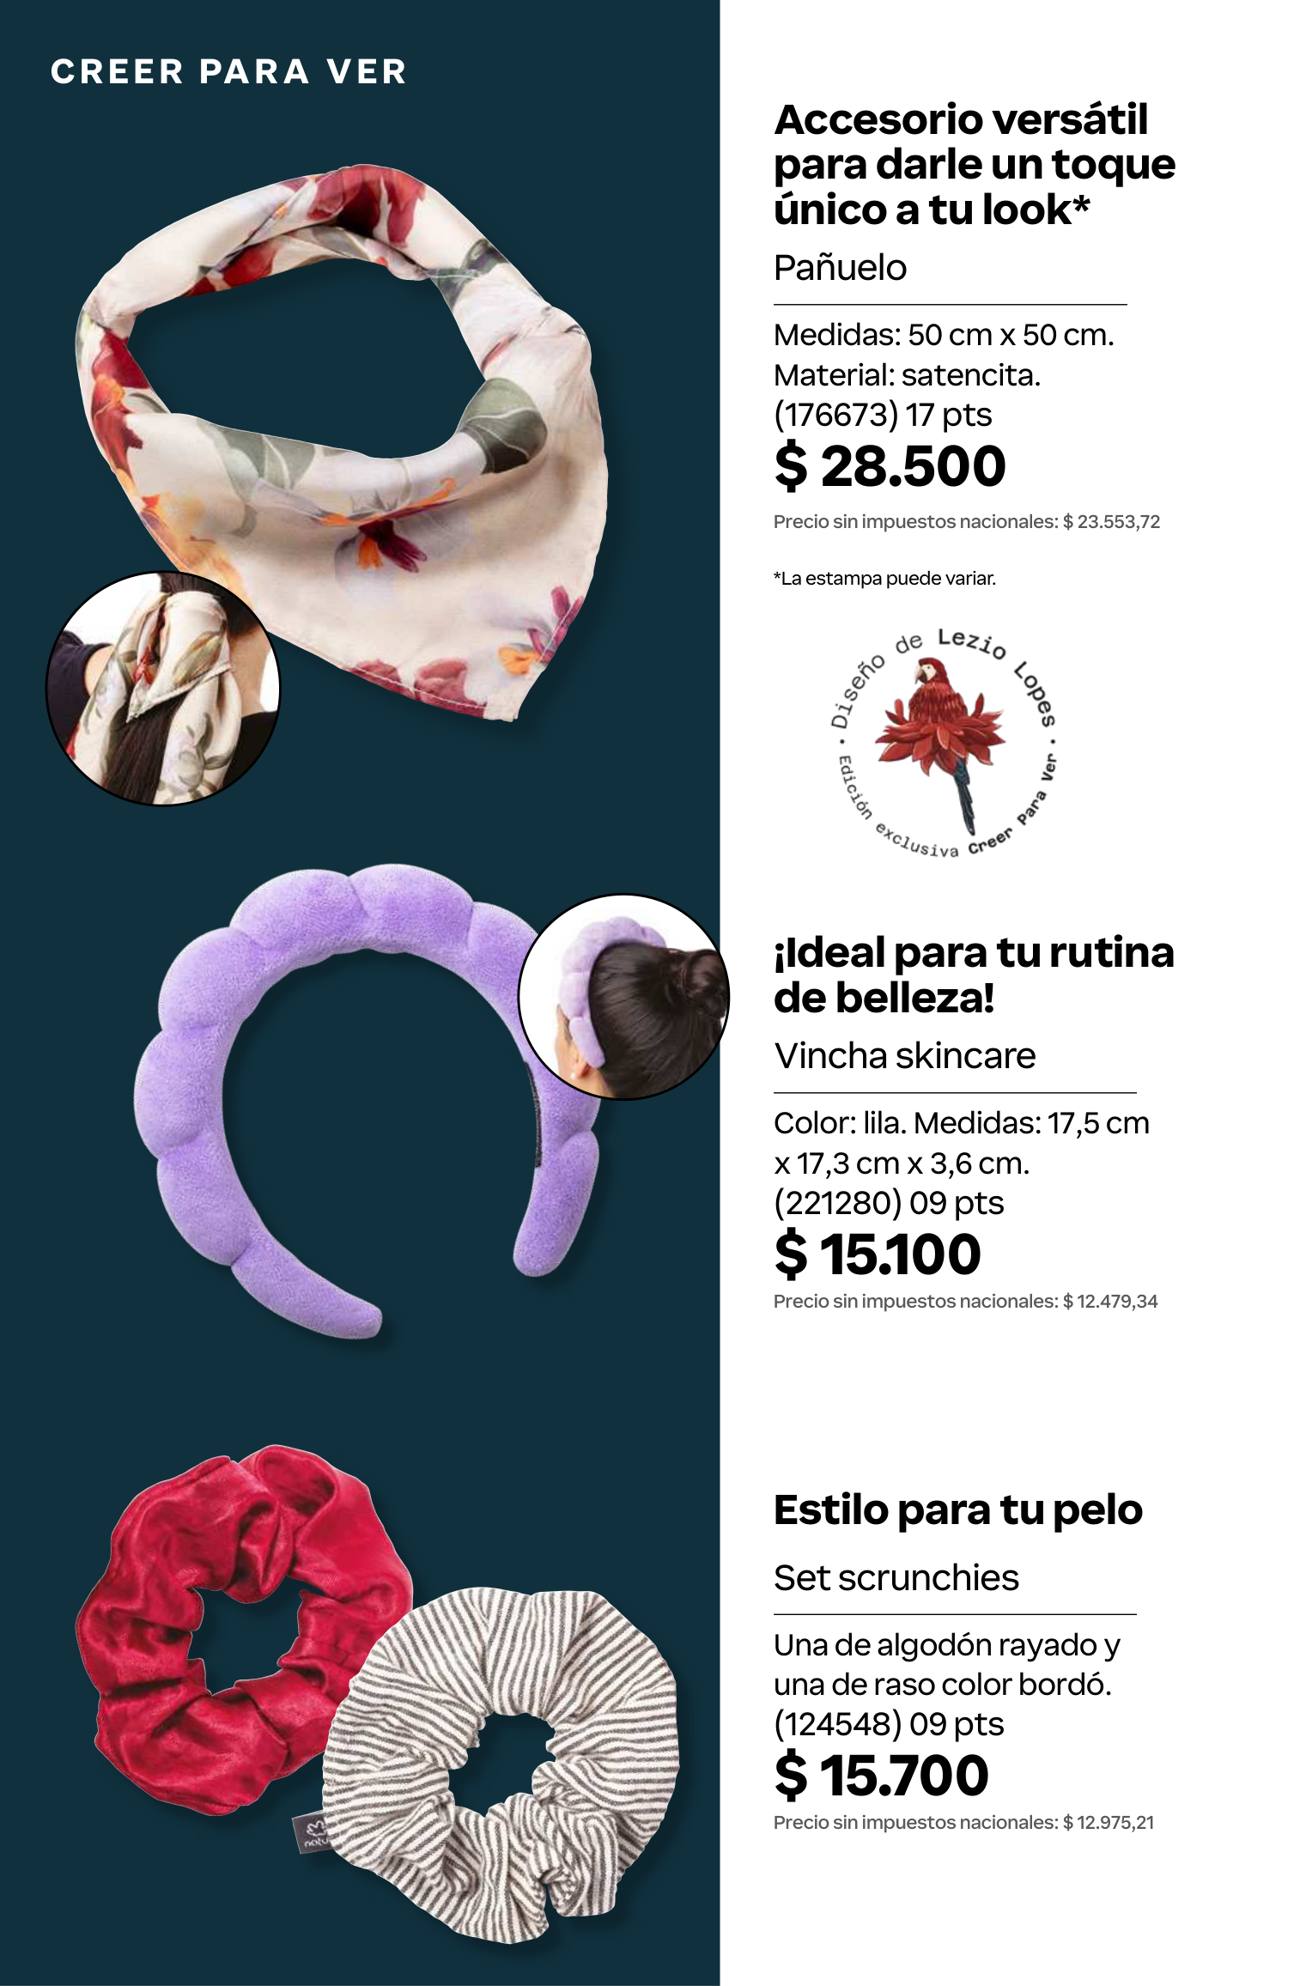 CREER PARA VER
Accesorio versátil
para darle un toque
único a tu look*
Pañuelo
Medidas: 50 cm x 50 cm.
Material: satencita.
(176673) 17 pts
$ 28.500
Precio sin impuestos nacionales: $ 23.553,72
*La estampa puede variar.
• Diseño de Lezio Lopes •
Edición exclusiva Creer Para Ver
¡Ideal para tu rutina
de belleza!
Vincha skincare
Color: lila. Medidas: 17,5 cm
x 17,3 cm x 3,6 cm.
(221280) 09 pts
$ 15.100
Precio sin impuestos nacionales: $ 12.479,34
Estilo para tu pelo
Set scrunchies
Una de algodón rayado y
una de raso color bordó.
(124548) 09 pts
$ 15.700
Precio sin impuestos nacionales: $ 12.975,21